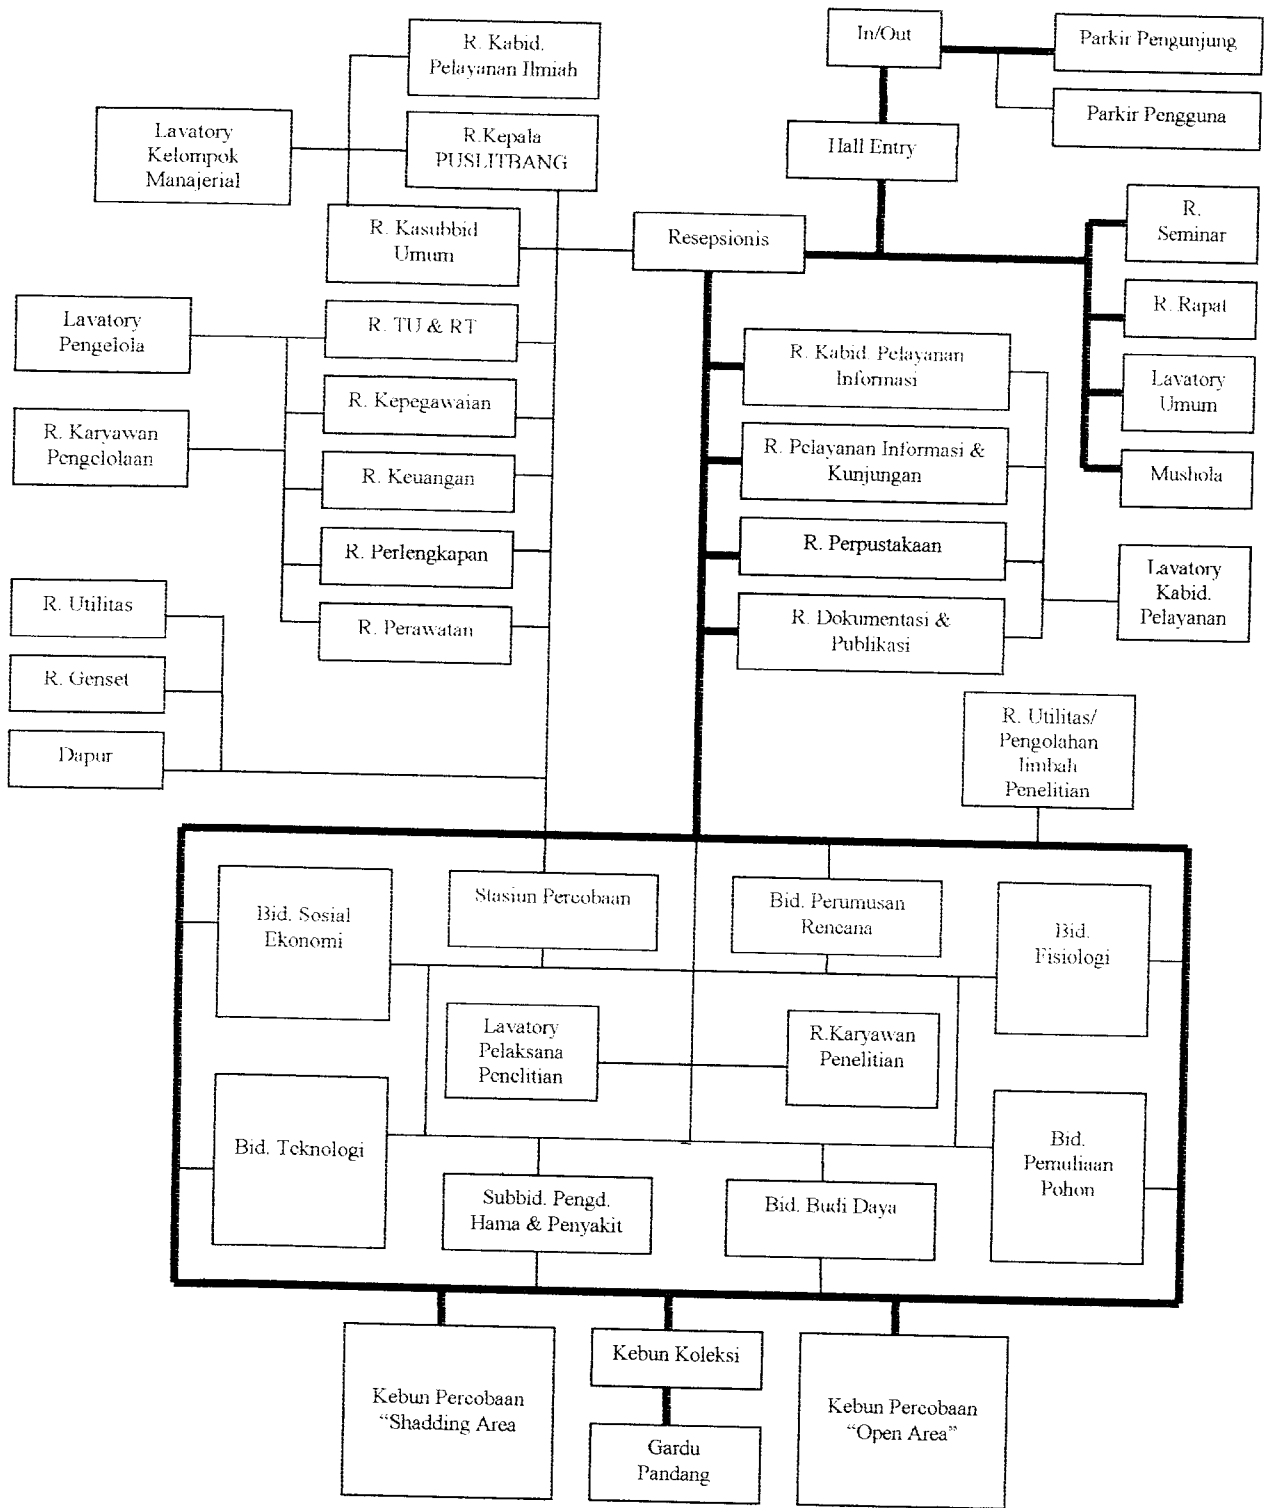 R. Kabid.
Pelayanan Ilmiah
In/Out
Parkir Pengunjung
Parkir Pengguna
Lavatory
Kelompok
Manajerial
R.Kepala
PUSLITBANG
Hall Entry
R. Kasubbid
Umum
Resepsionis
R.
Seminar
R. Rapat
Lavatory
Umum
Mushola
Lavatory
Pengelola
R. TU & RT
R. Kabid. Pelayanan
Informasi
R. Karyawan
Pengelolaan
R. Kepegawaian
R. Pelayanan Informasi &
Kunjungan
R. Keuangan
R. Perlengkapan
R. Perpustakaan
Lavatory
Kabid.
Pelayanan
R. Utilitas
R. Perawatan
R. Dokumentasi &
Publikasi
R. Genset
Dapur
R. Utilitas/
Pengolahan
limbah
Penelitian
Bid. Sosial
Ekonomi
Stasiun Percobaan
Bid. Perumusan
Rencana
Bid.
Fisiologi
Lavatory
Pelaksana
Penelitian
R.Karyawan
Penelitian
Bid. Teknologi
Subbid. Pengd.
Hama & Penyakit
Bid. Budi Daya
Bid.
Pemuliaan
Pohon
Kebun Percobaan
“Shadding Area
Kebun Koleksi
Gardu
Pandang
Kebun Percobaan
“Open Area”